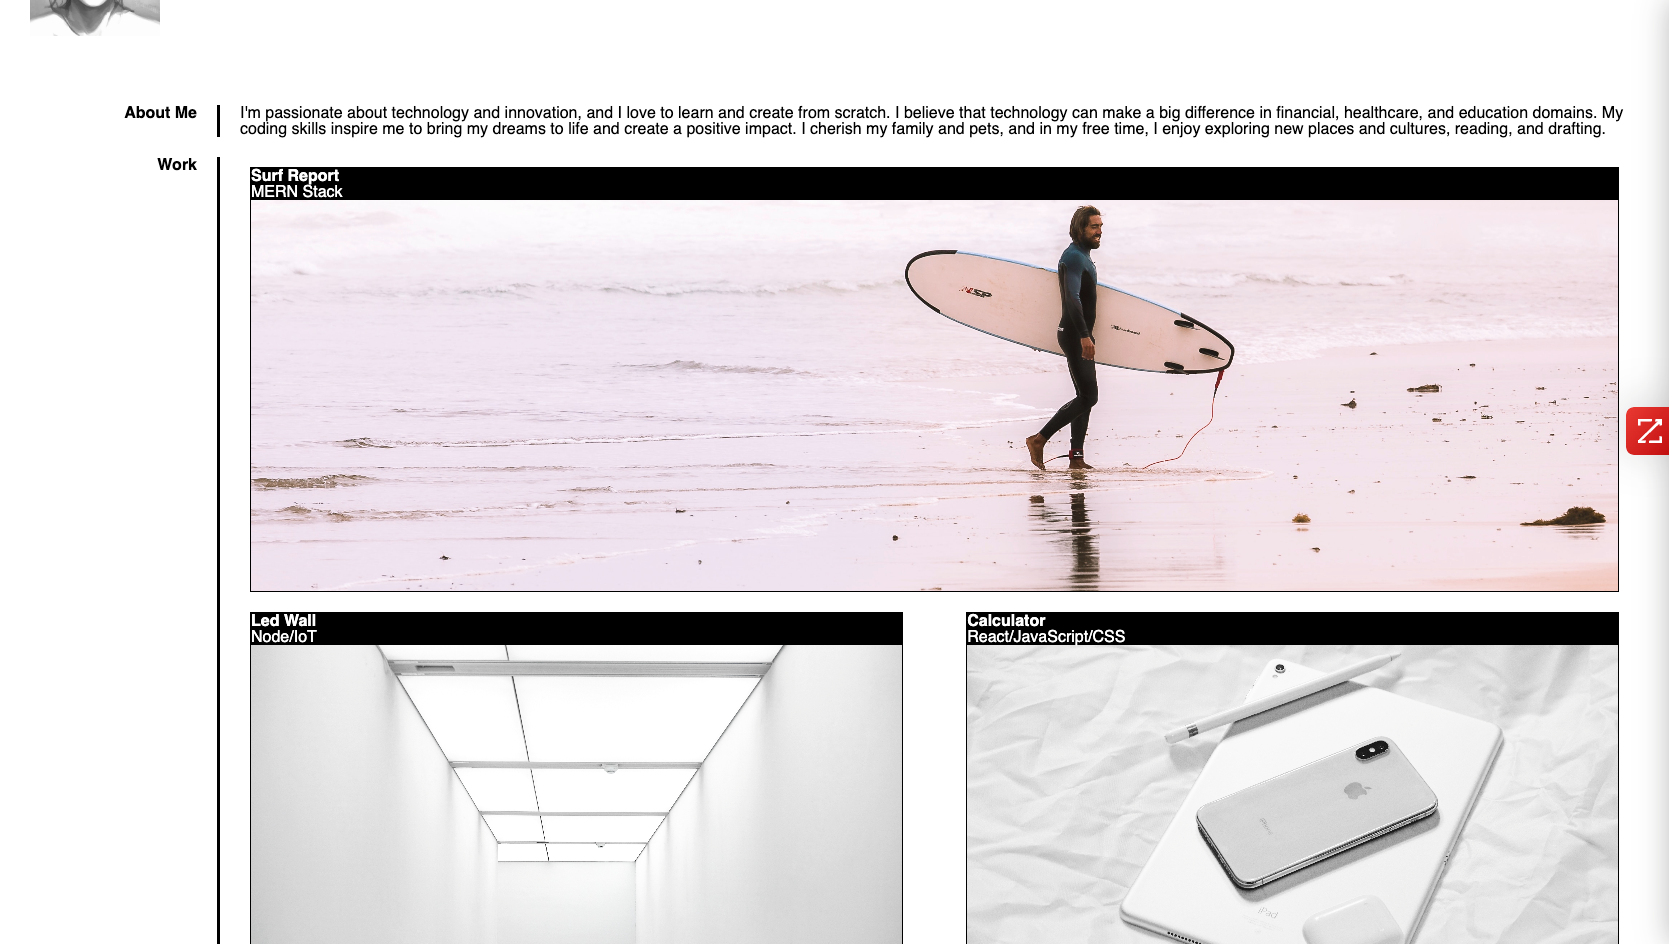 About Me
I'm passionate about technology and innovation, and I love to learn and create from scratch. I believe that technology can make a big difference in financial, healthcare, and education domains. My
coding skills inspire me to bring my dreams to life and create a positive impact. I cherish my family and pets, and in my free time, I enjoy exploring new places and cultures, reading, and drafting.
Work
Surf Report
MERN Stack
NSP
Led Wall
Node/IoT
Calculator
React/JavaScript/CSS
iPad